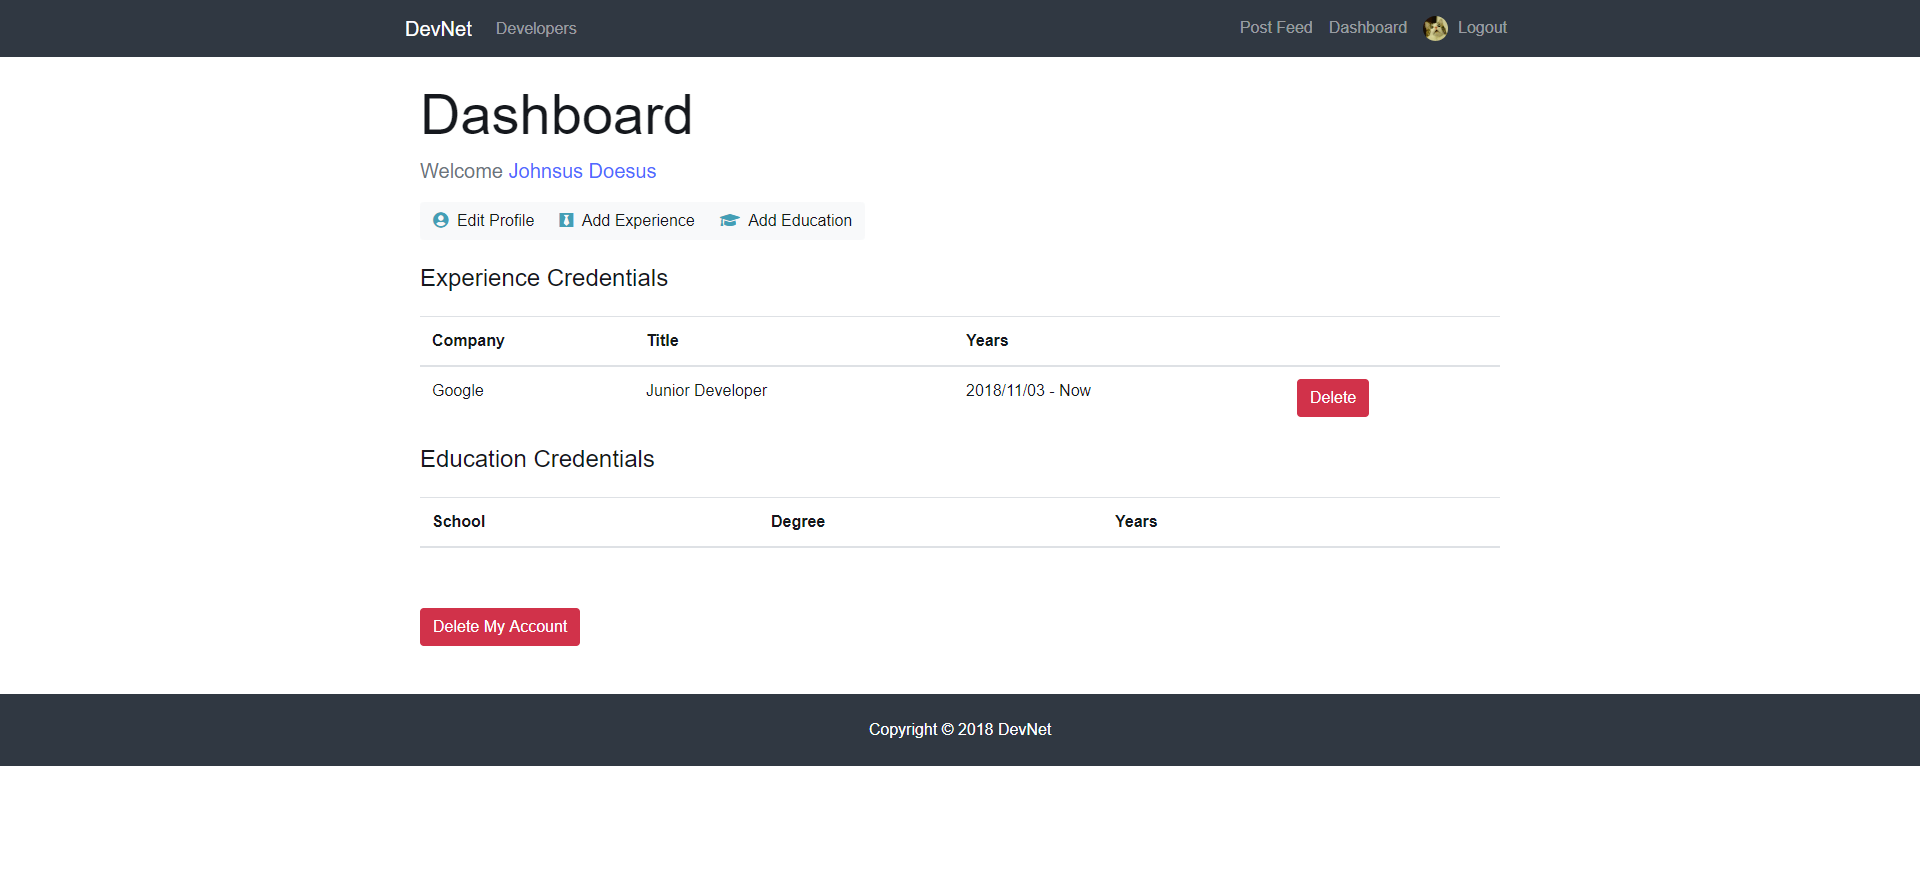 DevNet Developers Post Feed Dashboard Logout
Dashboard
Welcome Johnsus Doesus
Edit Profile Add Experience Add Education
Experience Credentials
Company Title Years
Google Junior Developer 2018/11/03 - Now Delete
Education Credentials
School Degree Years
Delete My Account
Copyright © 2018 DevNet